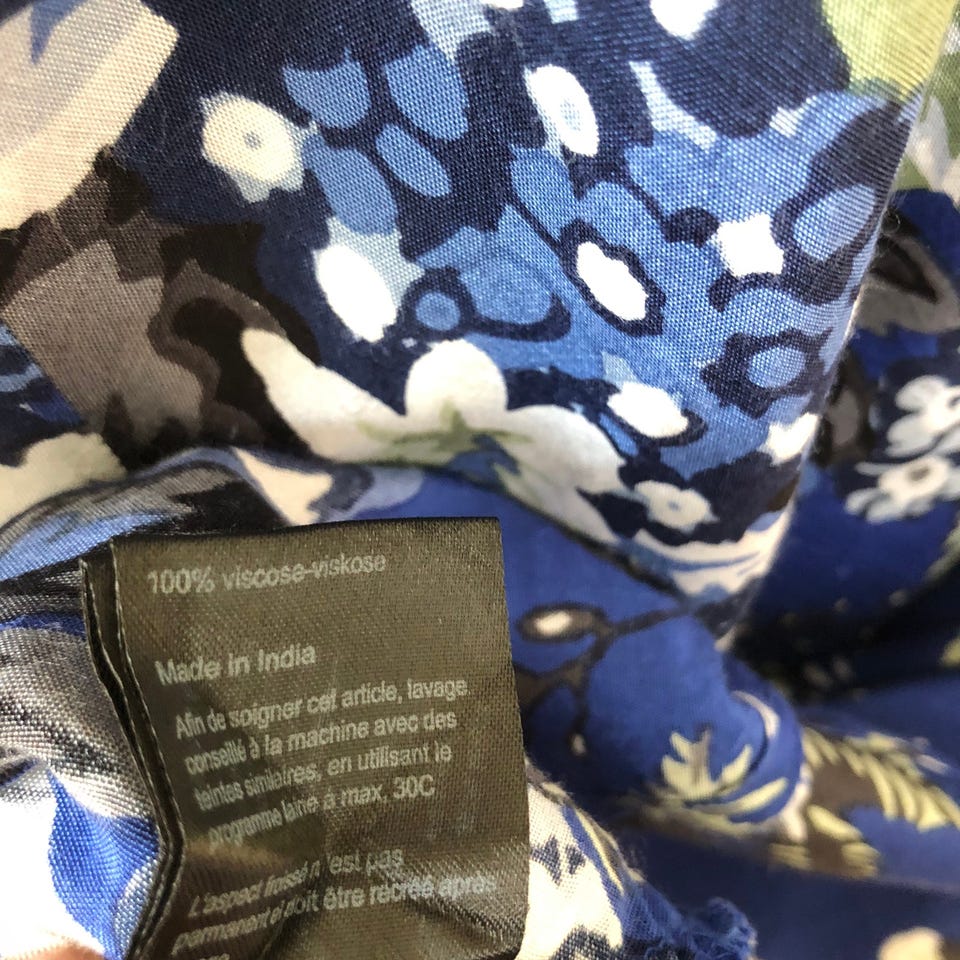 100% viscose-viskose
Made in India
Afin de soigner cet article, lavage
conseillé à la machine avec des
teintes similaires, en utilisant le
programme laine à max, 30C
L'aspect froissé n'est pas
permanent et doit être récréé après